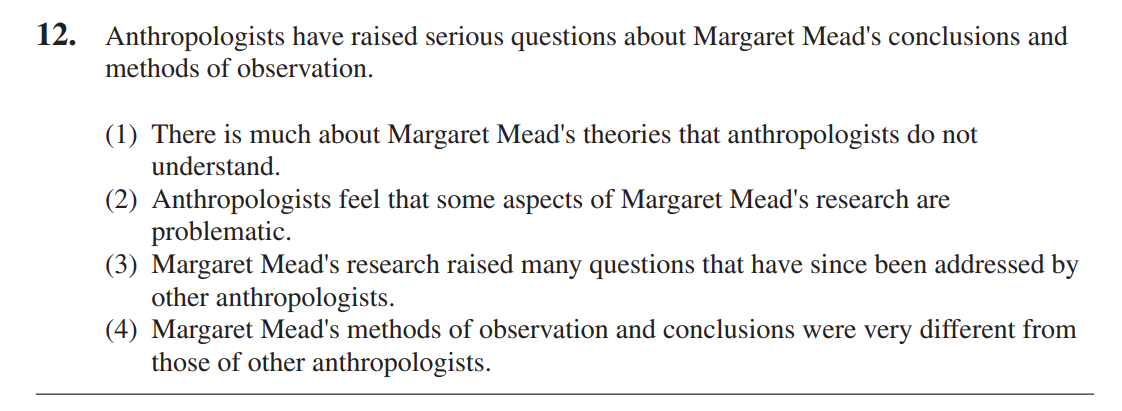 12. Anthropologists have raised serious questions about Margaret Mead's conclusions and
methods of observation.
(1) There is much about Margaret Mead's theories that anthropologists do not
understand.
(2) Anthropologists feel that some aspects of Margaret Mead's research are
problematic.
(3) Margaret Mead's research raised many questions that have since been addressed by
other anthropologists.
(4) Margaret Mead's methods of observation and conclusions were very different from
those of other anthropologists.